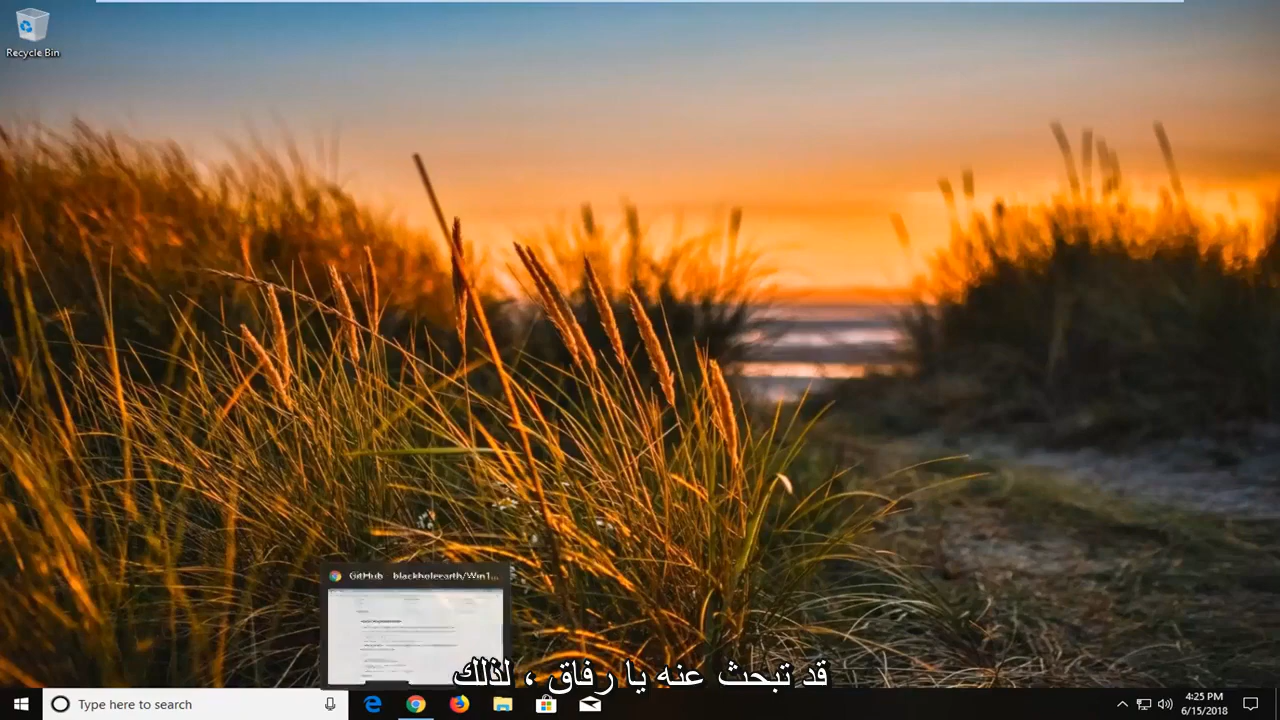 Recycle Bin
GitHub - blackholeearth/Win1...
قد تبحث عنه يا رفاق ، لذلك
Type here to search
4:25 PM
6/15/2018